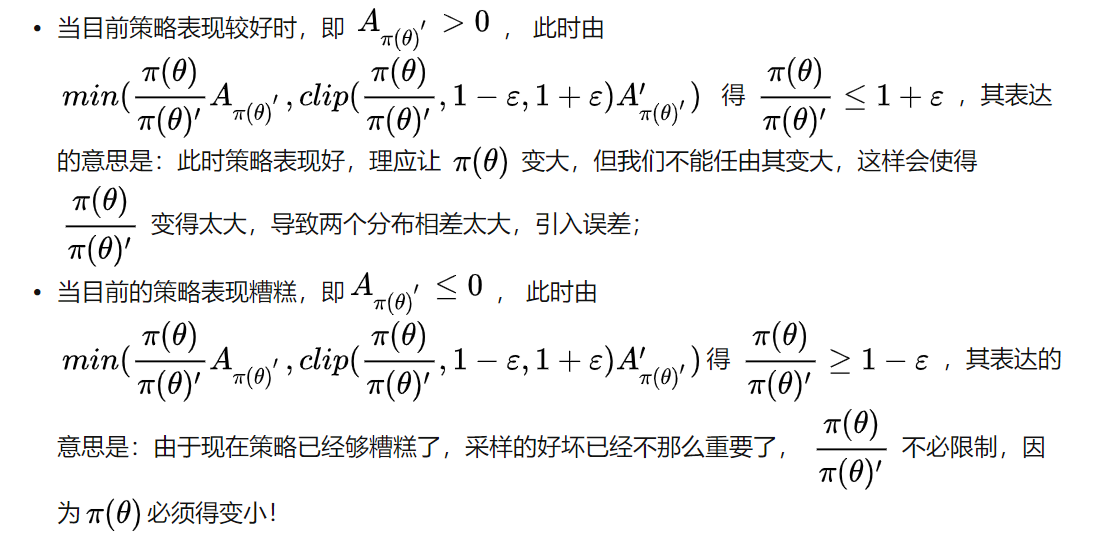 • 当目前策略表现较好时，即 $A_{\pi(\theta)'} > 0$ ， 此时由
$min(\frac{\pi(\theta)}{\pi(\theta)'}A_{\pi(\theta)'},clip(\frac{\pi(\theta)}{\pi(\theta)'},1-\varepsilon,1+\varepsilon)A'_{\pi(\theta)'})$ 得 $\frac{\pi(\theta)}{\pi(\theta)'} \leq 1+\varepsilon$ ，其表达
的意思是：此时策略表现好，理应让 $\pi(\theta)$ 变大，但我们不能任由其变大，这样会使得
$\frac{\pi(\theta)}{\pi(\theta)'}$ 变得太大，导致两个分布相差太大，引入误差；
• 当目前的策略表现糟糕，即 $A_{\pi(\theta)'} \leq 0$ ， 此时由
$min(\frac{\pi(\theta)}{\pi(\theta)'}A_{\pi(\theta)'},clip(\frac{\pi(\theta)}{\pi(\theta)'},1-\varepsilon,1+\varepsilon)A'_{\pi(\theta)'})$ 得 $\frac{\pi(\theta)}{\pi(\theta)'} \geq 1-\varepsilon$ ，其表达的
意思是：由于现在策略已经够糟糕了，采样的好坏已经不那么重要了， $\frac{\pi(\theta)}{\pi(\theta)'}$ 不必限制，因
为 $\pi(\theta)$ 必须得变小！